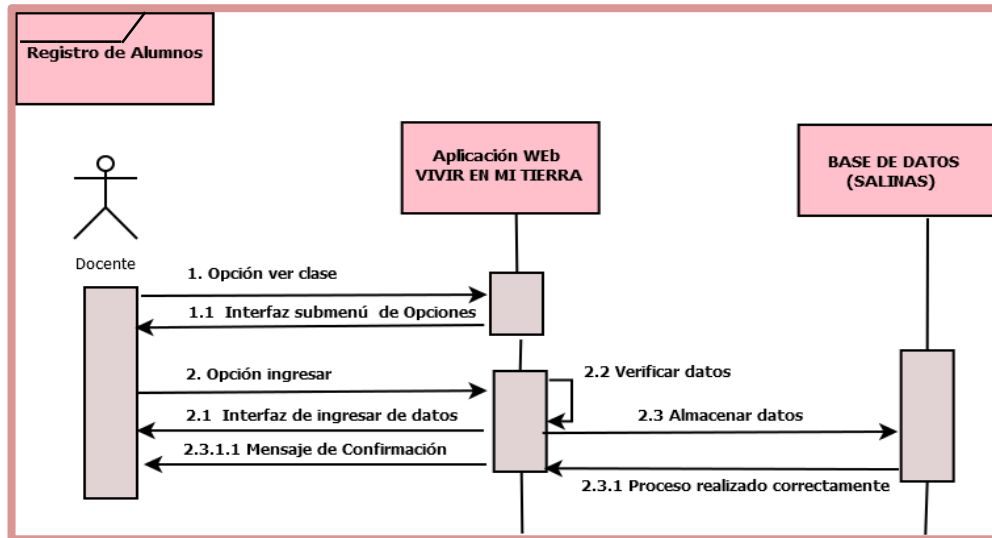 Registro de Alumnos
Aplicación WEb
VIVIR EN MI TIERRA
BASE DE DATOS
(SALINAS)
Docente
1. Opción ver clase
1.1 Interfaz submenú de Opciones
2. Opción ingresar
2.2 Verificar datos
2.1 Interfaz de ingresar de datos
2.3 Almacenar datos
2.3.1.1 Mensaje de Confirmación
2.3.1 Proceso realizado correctamente